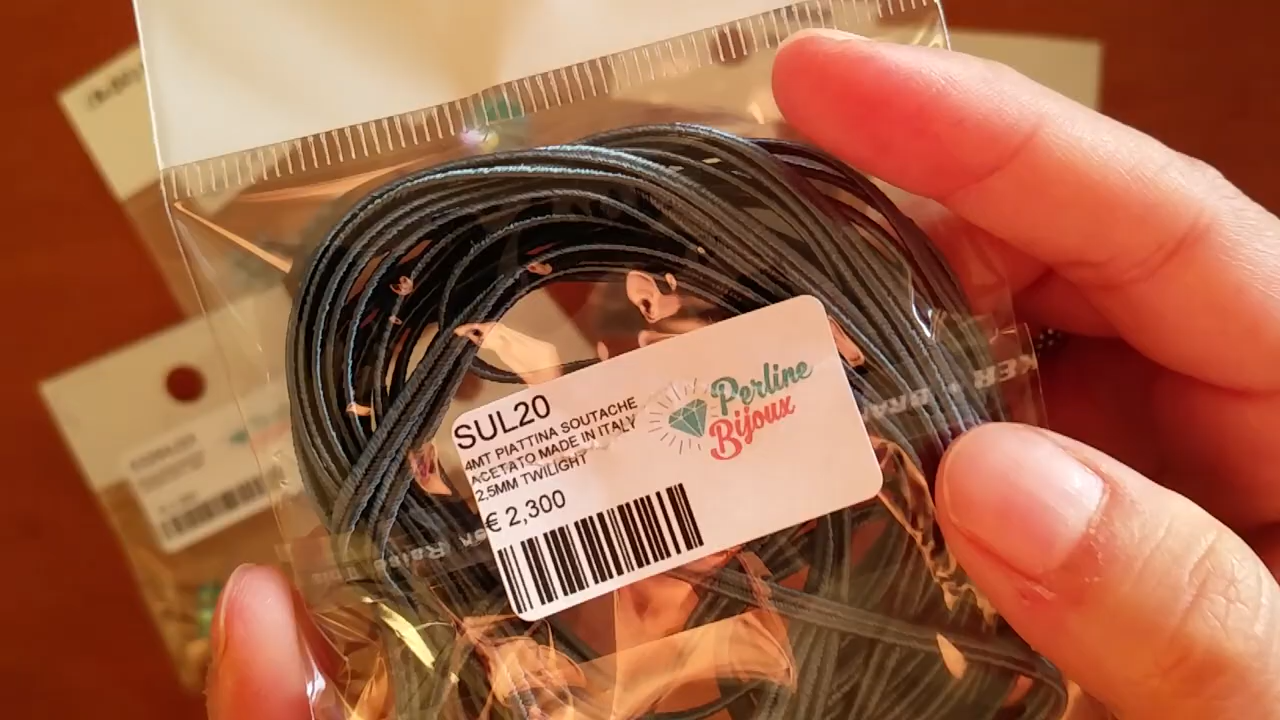 SUL20
4MT PIATTINA SOUTACHE
ACETATO MADE IN ITALY
2,5MM TWILIGHT
€ 2,300
Perline
Bijoux